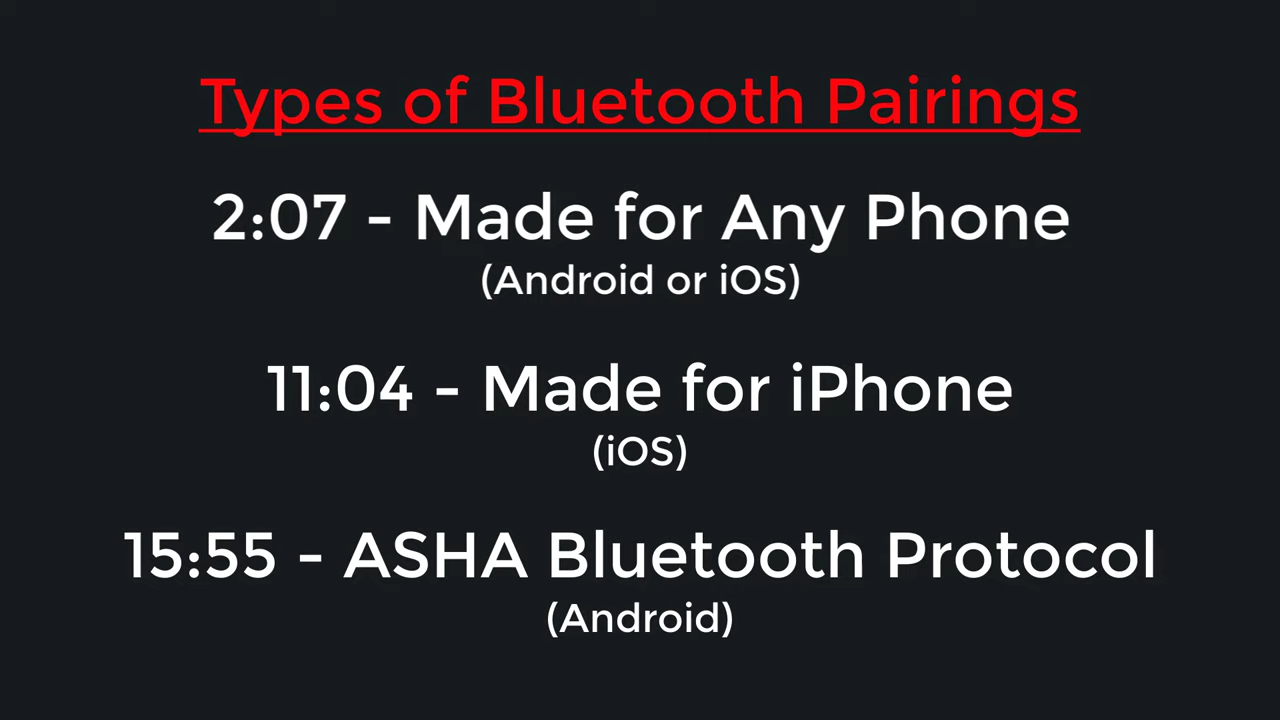 Types of Bluetooth Pairings
2:07 - Made for Any Phone
(Android or iOS)
11:04 - Made for iPhone
(iOS)
15:55 - ASHA Bluetooth Protocol
(Android)